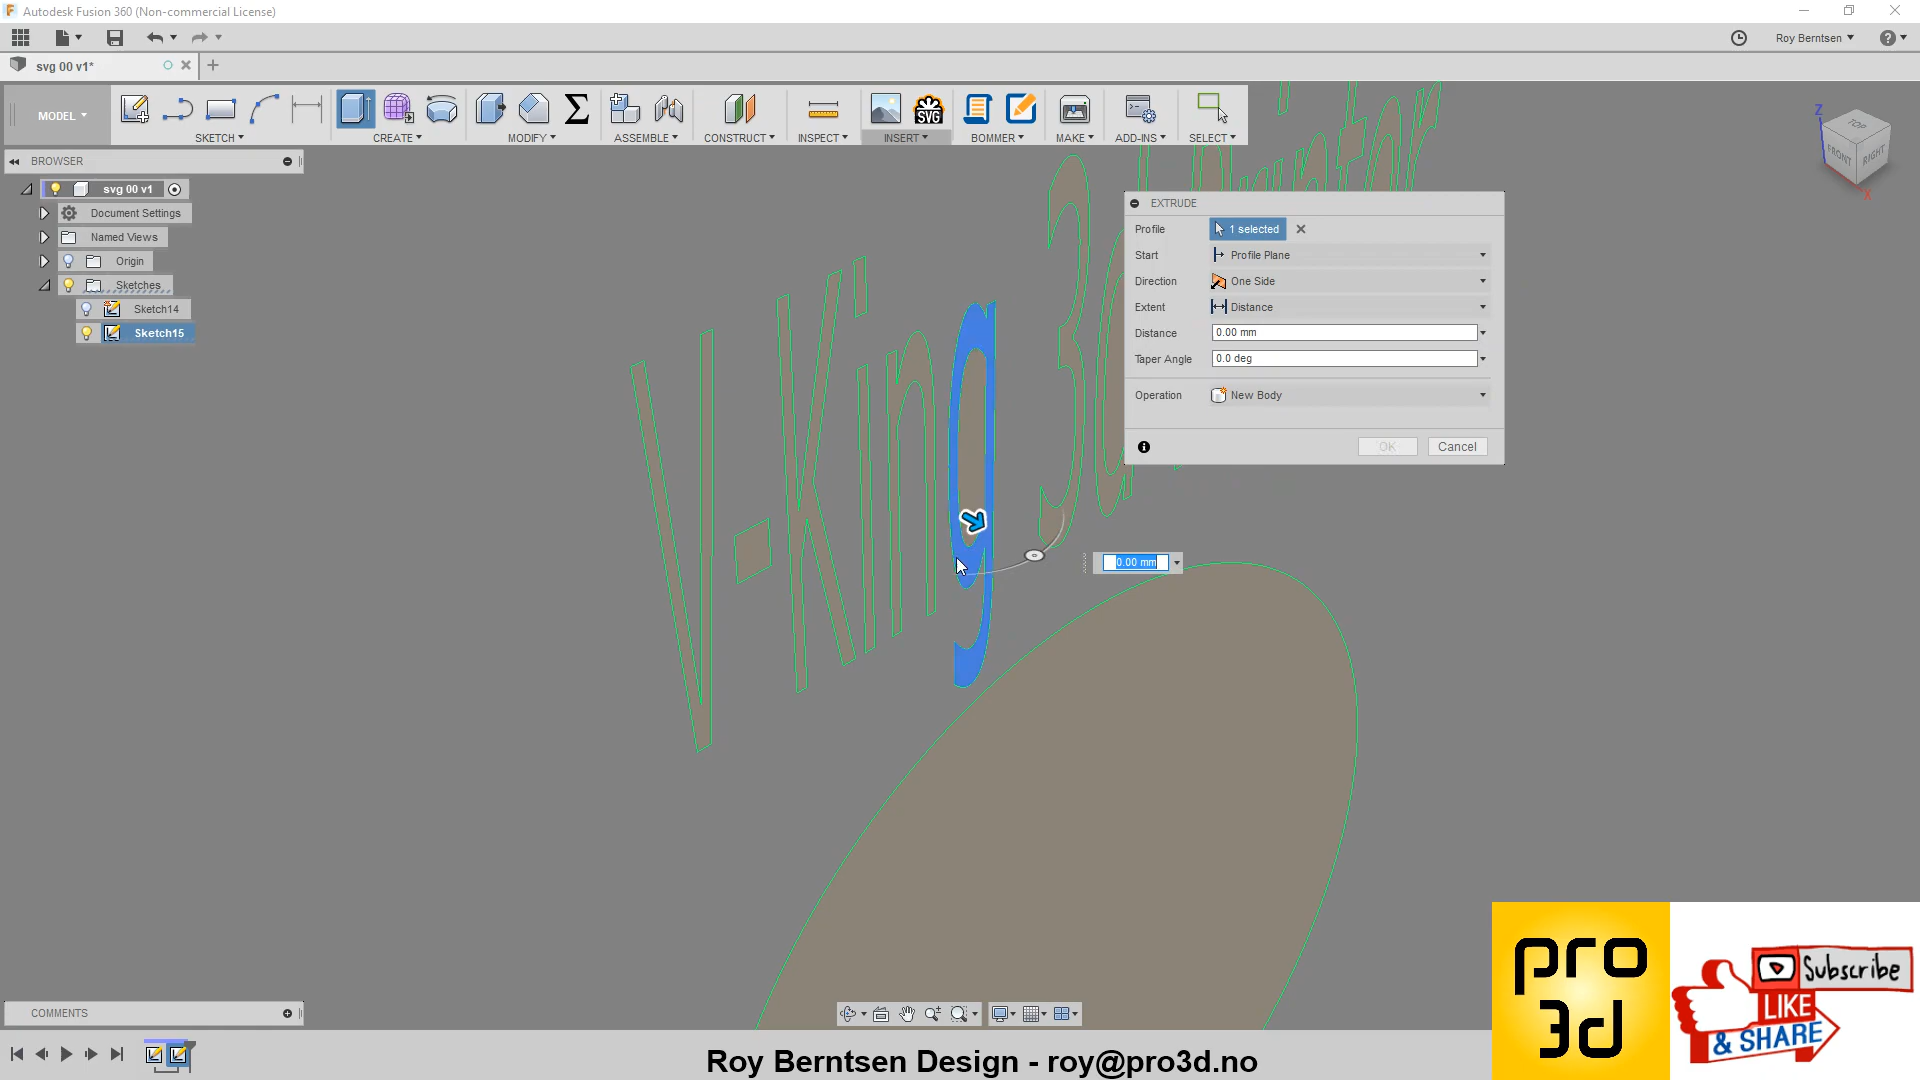 Autodesk Fusion 360 (Non-commercial License)
Roy Berntsen
svg 00 v1*
MODEL
SKETCH
CREATE
MODIFY
ASSEMBLE
CONSTRUCT
INSPECT
SVG
INSERT
BOMMER
MAKE
ADD-INS
SELECT
Z
TOP
FRONT
RIGHT
X
BROWSER
svg 00 v1
Document Settings
Named Views
Origin
Sketches
Sketch14
Sketch15
EXTRUDE
Profile
1 selected
Start
Profile Plane
Direction
One Side
Extent
Distance
Distance
0.00 mm
Taper Angle
0.0 deg
Operation
New Body
OK
Cancel
V-King 3d
0.00 mm
COMMENTS
pro
3d
Subscribe
LIKE
& SHARE
Roy Berntsen Design - roy@pro3d.no